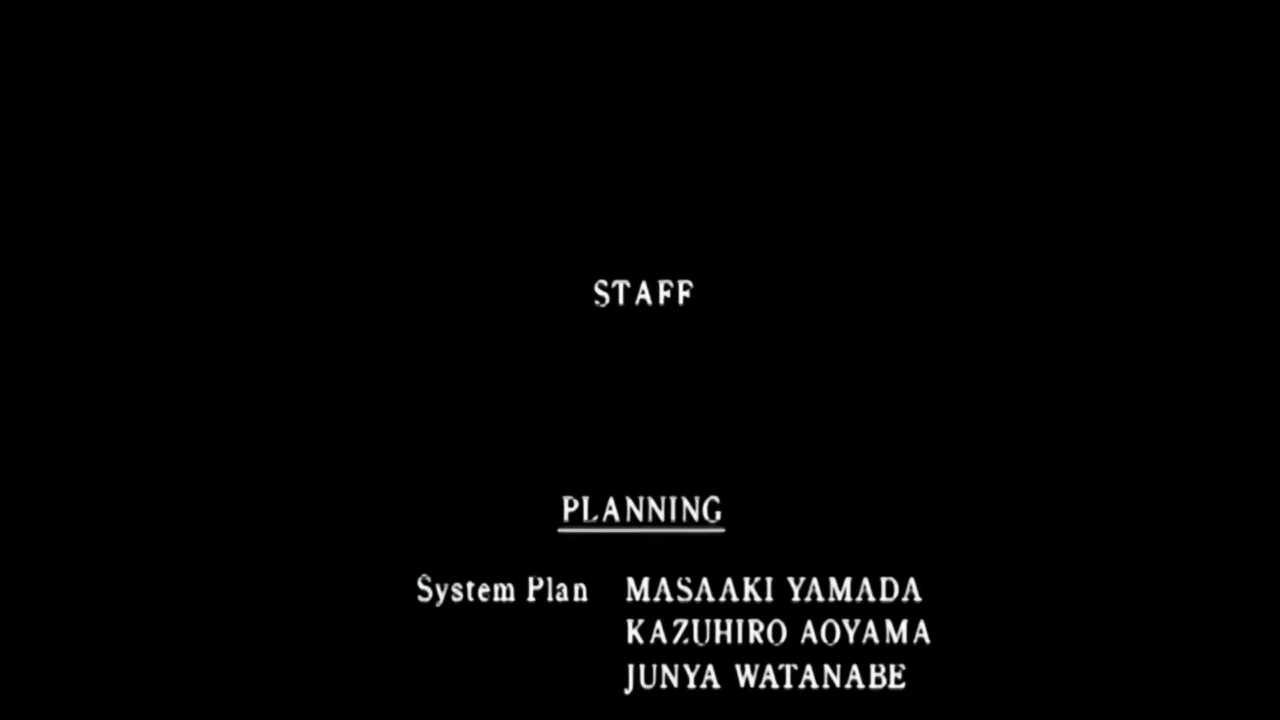 STAFF
PLANNING
System Plan MASAAKI YAMADA
KAZUHIRO AOYAMA
JUNYA WATANABE